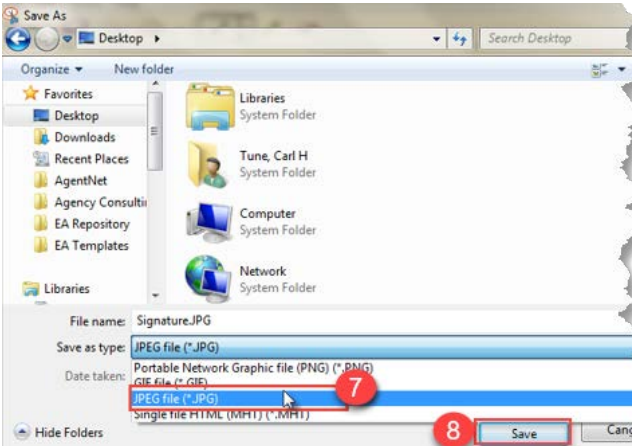 Save As
Desktop
Search Desktop
Organize
New folder
Favorites
Desktop
Downloads
Recent Places
AgentNet
Agency Consulti
EA Repository
EA Templates
Libraries
Libraries
System Folder
Tune, Carl H
System Folder
Computer
System Folder
Network
System Folder
File name: Signature.JPG
Save as type: JPEG file (*.JPG)
Date taken:
Portable Network Graphic file (PNG) (*.PNG)
GIF file (*.GIF)
JPEG file (*.JPG)
7
Single file HTML (MHT) (*.MHT)
Hide Folders
8
Save
Canc